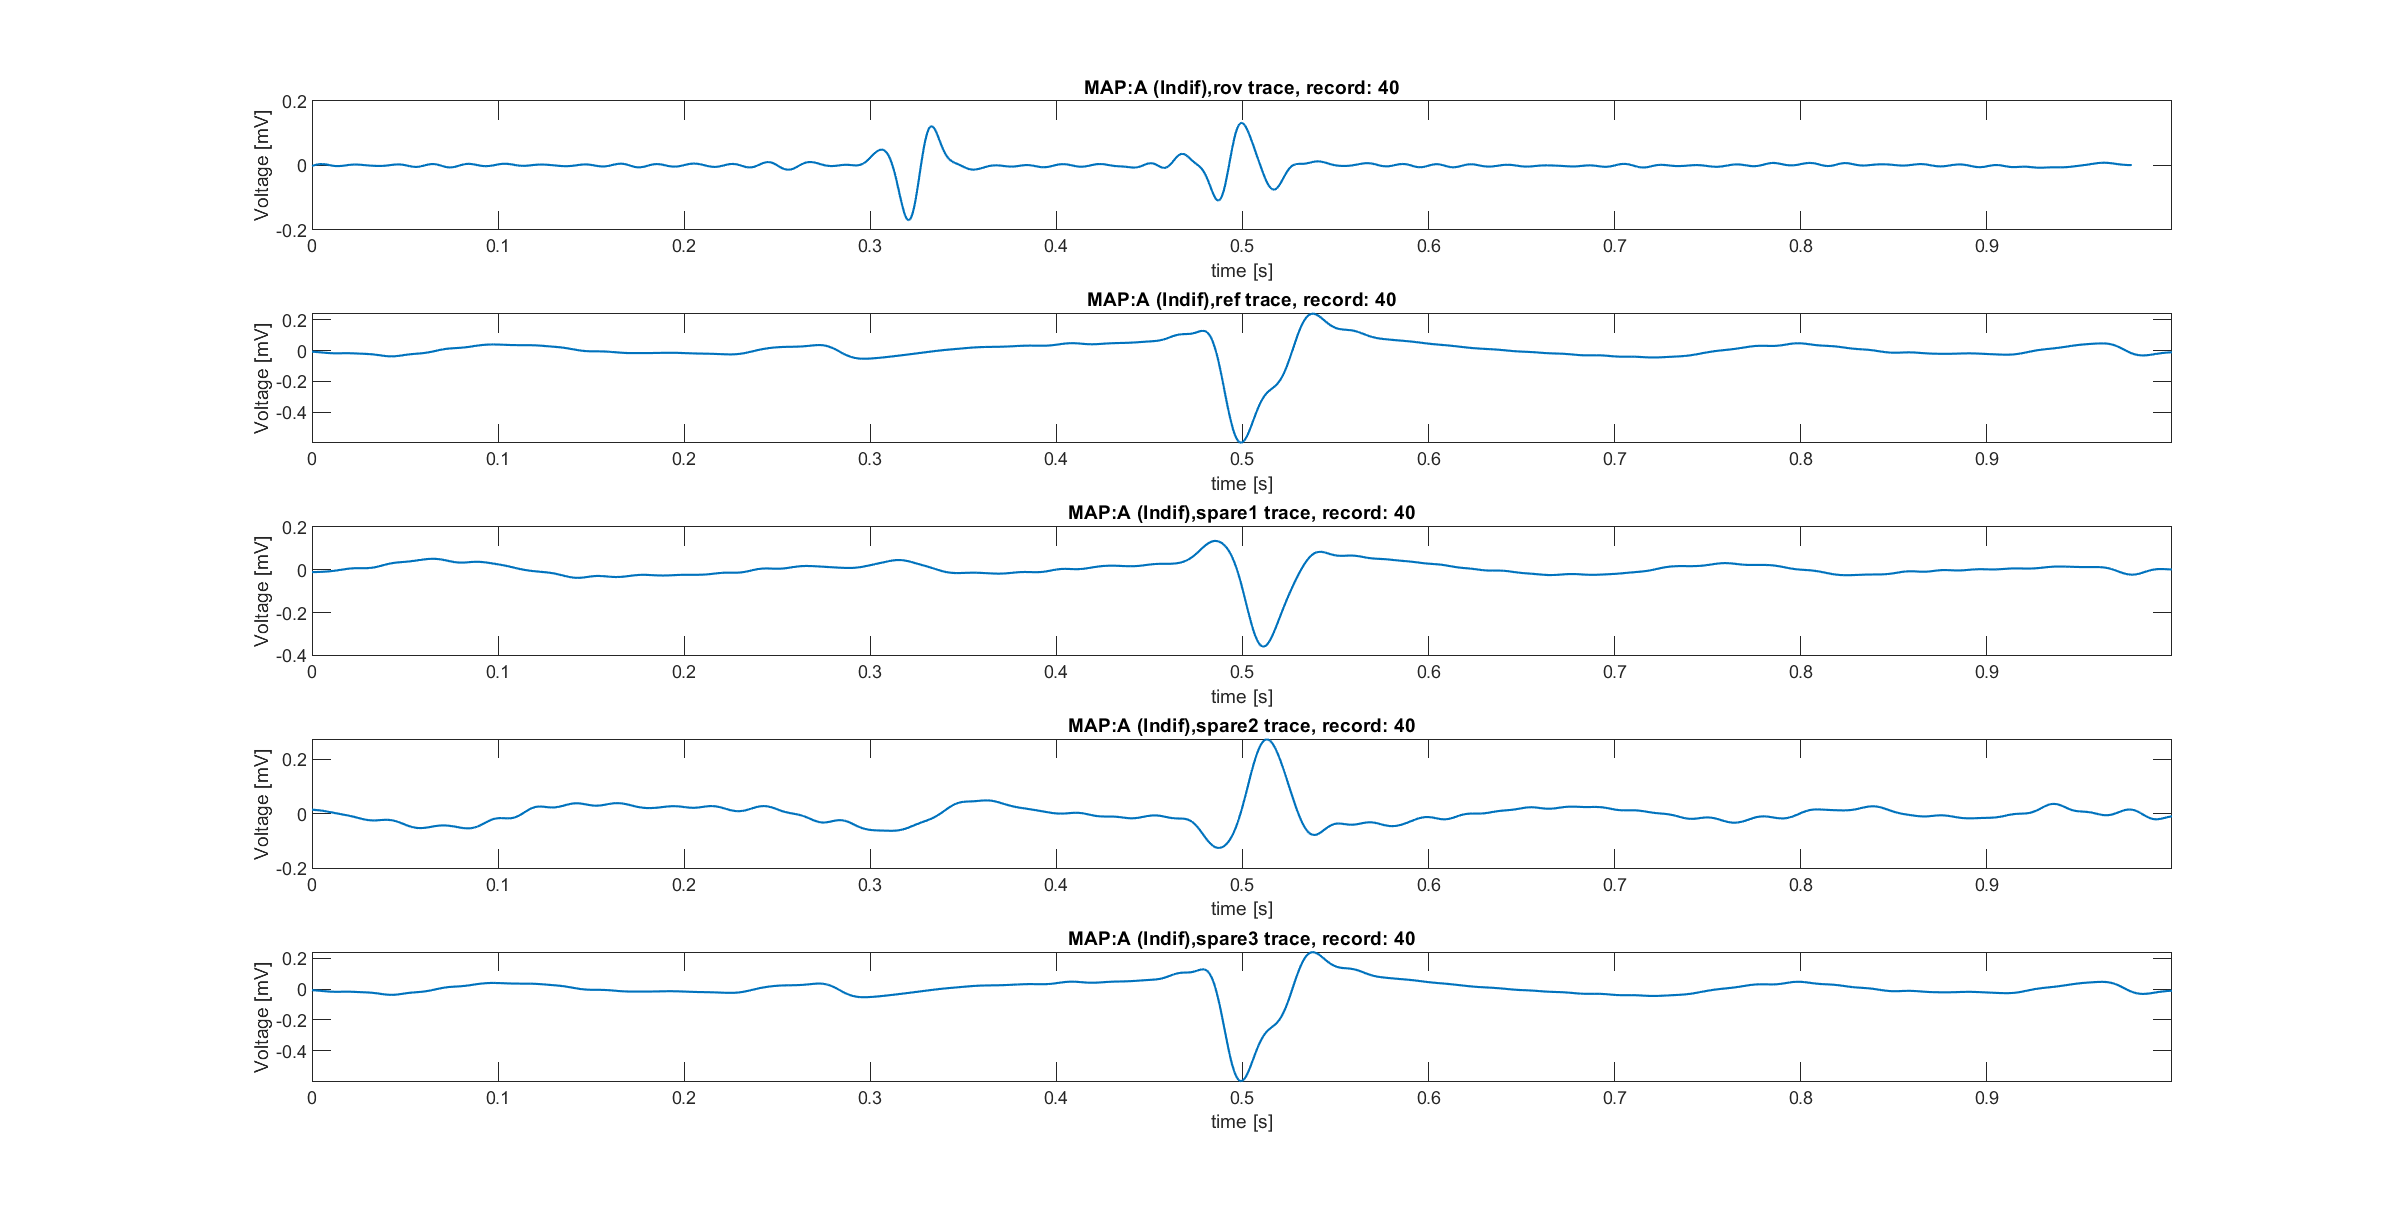 MAP:A (Indif),rov trace, record: 40
Voltage [mV]
0.2
0
-0.2
0 0.1 0.2 0.3 0.4 0.5 0.6 0.7 0.8 0.9
time [s]
MAP:A (Indif),ref trace, record: 40
Voltage [mV]
0.2
0
-0.2
-0.4
0 0.1 0.2 0.3 0.4 0.5 0.6 0.7 0.8 0.9
time [s]
MAP:A (Indif),spare1 trace, record: 40
Voltage [mV]
0.2
0
-0.2
-0.4
0 0.1 0.2 0.3 0.4 0.5 0.6 0.7 0.8 0.9
time [s]
MAP:A (Indif),spare2 trace, record: 40
Voltage [mV]
0.2
0
-0.2
0 0.1 0.2 0.3 0.4 0.5 0.6 0.7 0.8 0.9
time [s]
MAP:A (Indif),spare3 trace, record: 40
Voltage [mV]
0.2
0
-0.2
-0.4
0 0.1 0.2 0.3 0.4 0.5 0.6 0.7 0.8 0.9
time [s]